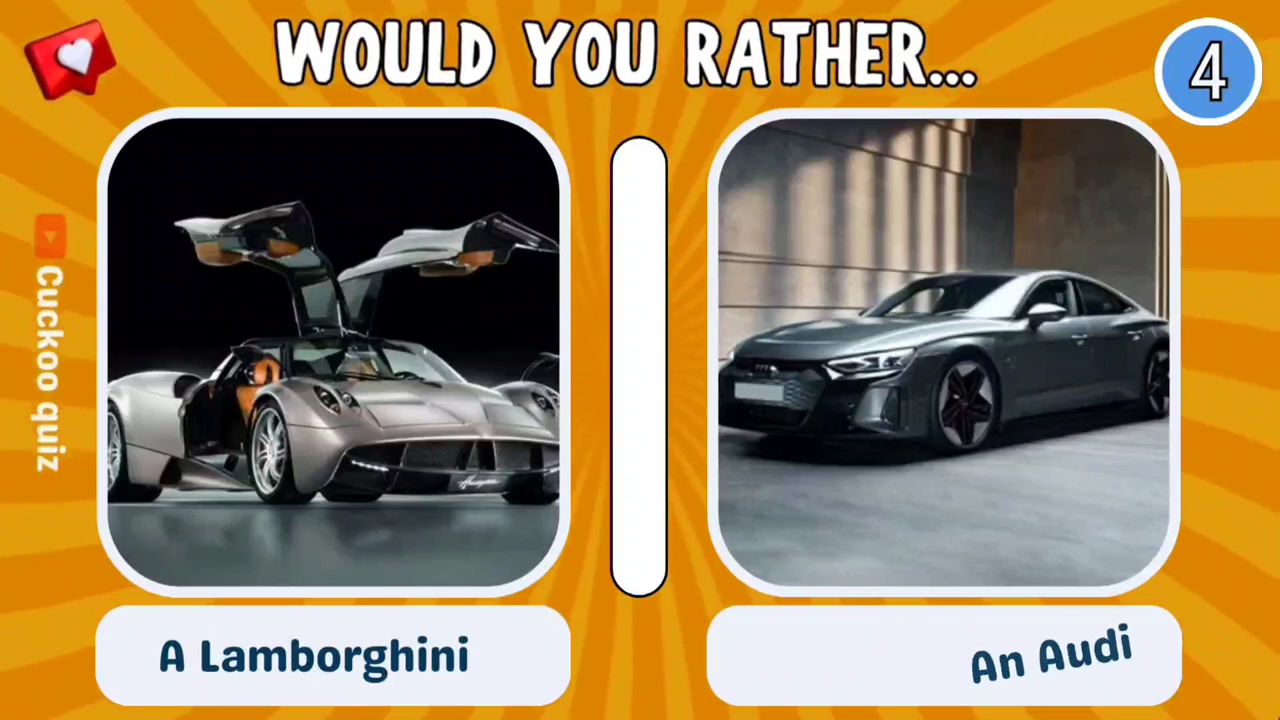 WOULD YOU RATHER...
4
Cuckoo quiz
A Lamborghini
An Audi